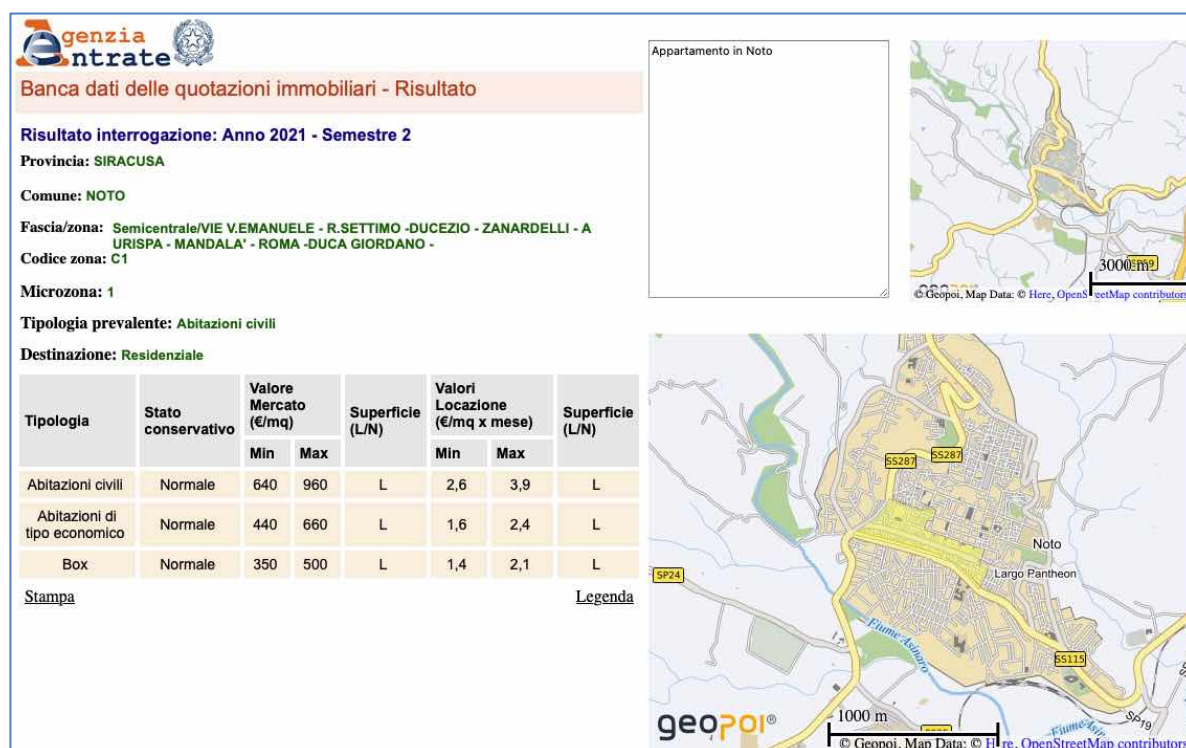 Agenzia
Entrate
Banca dati delle quotazioni immobiliari - Risultato
Risultato interrogazione: Anno 2021 - Semestre 2
Provincia: SIRACUSA
Comune: NOTO
Fascia/zona: Semicentrale/VIE V.EMANUELE - R.SETTIMO -DUCEZIO - ZANARDELLI - A
URISPA - MANDALA' - ROMA -DUCA GIORDANO -
Codice zona: C1
Microzona: 1
Tipologia prevalente: Abitazioni civili
Destinazione: Residenziale
Tipologia Stato conservativo Valore Mercato (€/mq) Superficie (L/N) Valori Locazione (€/mq x mese) Superficie (L/N)
Min Max Min Max
Abitazioni civili Normale 640 960 L 2,6 3,9 L
Abitazioni di tipo economico Normale 440 660 L 1,6 2,4 L
Box Normale 350 500 L 1,4 2,1 L
Stampa Legenda
Appartamento in Noto
SP59
3000 m
© Geopoi, Map Data: © Here, OpenStreetMap contributors
SS287
SS287
Noto
Largo Pantheon
SP24
Fiume Asinaro
SS115
SP19
geopoi®
1000 m
© Geopoi, Map Data: © Here, OpenStreetMap contributors